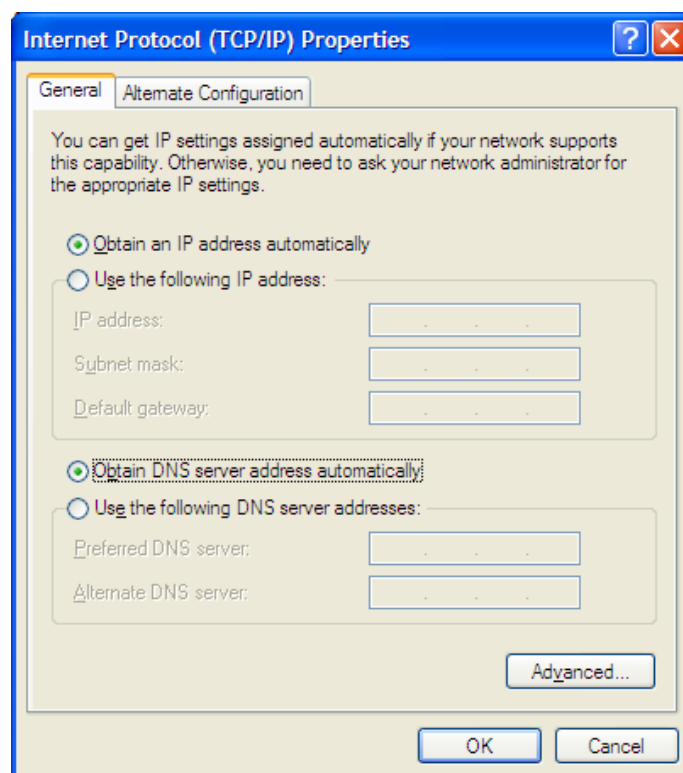 Internet Protocol (TCP/IP) Properties
General Alternate Configuration
You can get IP settings assigned automatically if your network supports
this capability. Otherwise, you need to ask your network administrator for
the appropriate IP settings.
Obtain an IP address automatically
Use the following IP address:
IP address:
Subnet mask:
Default gateway:
Obtain DNS server address automatically
Use the following DNS server addresses:
Preferred DNS server:
Alternate DNS server:
Advanced...
OK Cancel